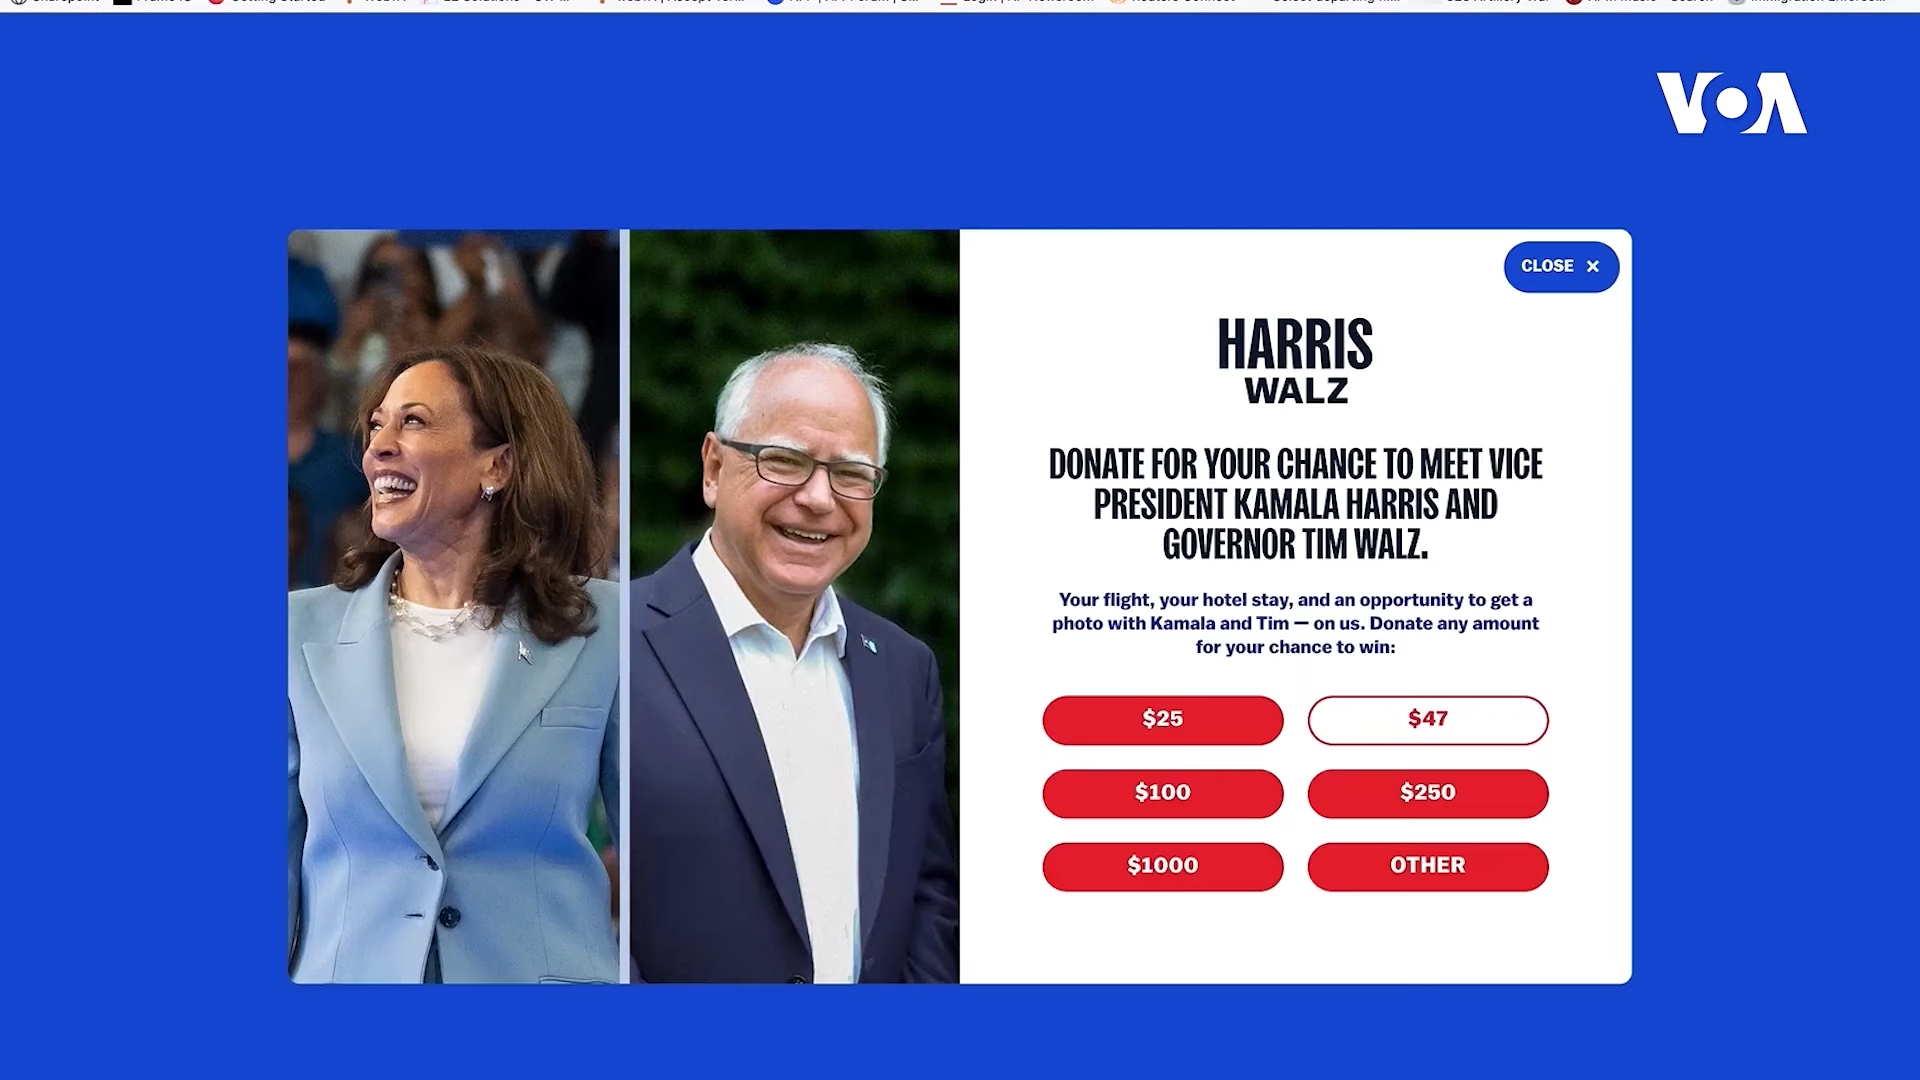 Getting Started
VOA
CLOSE ×
HARRIS
WALZ
DONATE FOR YOUR CHANCE TO MEET VICE
PRESIDENT KAMALA HARRIS AND
GOVERNOR TIM WALZ.
Your flight, your hotel stay, and an opportunity to get a
photo with Kamala and Tim — on us. Donate any amount
for your chance to win:
$25
$47
$100
$250
$1000
OTHER